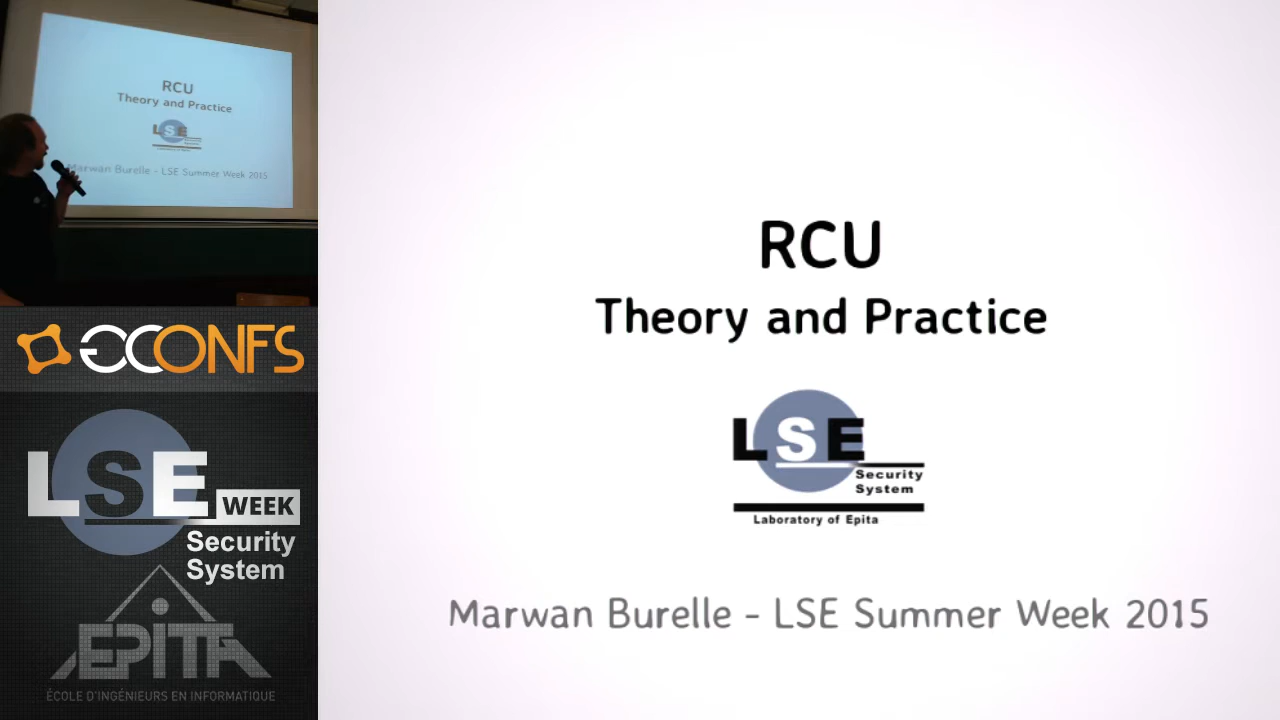 RCU
Theory and Practice
LSE
Marwan Burelle - LSE Summer Week 2015
ECONFS
LSE WEEK
Security
System
EPITA
ÉCOLE D'INGÉNIEURS EN INFORMATIQUE
RCU
Theory and Practice
LSE
Security
System
Laboratory of Epita
Marwan Burelle - LSE Summer Week 2015